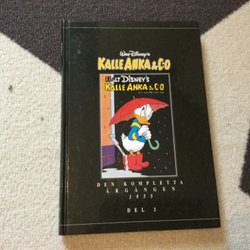 Walt Disney's
KALLE ANKA & C:O
WALT DISNEY'S
KALLE ANKA & C:O
DEN KOMPLETTA
ÅRGÅNGEN
1955
DEL 1